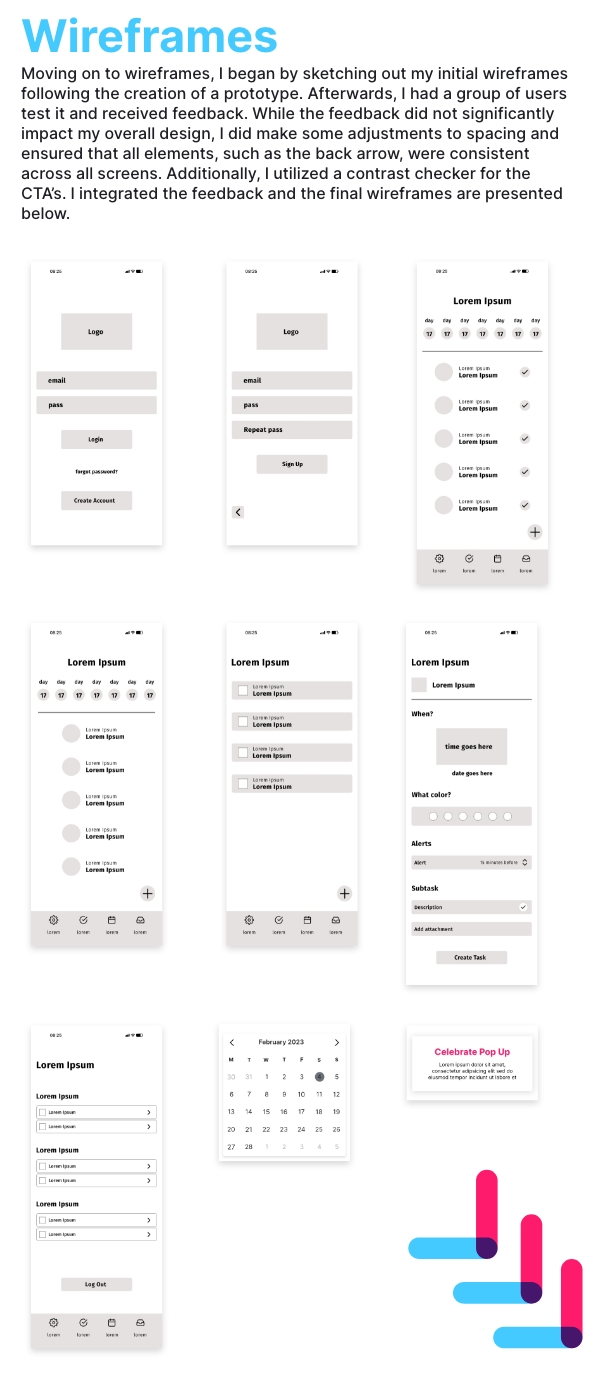 Wireframes
Moving on to wireframes, I began by sketching out my initial wireframes
following the creation of a prototype. Afterwards, I had a group of users
test it and received feedback. While the feedback did not significantly
impact my overall design, I did make some adjustments to spacing and
ensured that all elements, such as the back arrow, were consistent
across all screens. Additionally, I utilized a contrast checker for the
CTA's. I integrated the feedback and the final wireframes are presented
below.
08:25
Logo
email
pass
Login
forgot password?
Create Account
08:25
Logo
email
pass
Repeat pass
Sign Up
08:25
Lorem Ipsum
day day day day day day day
17 17 17 17 17 17 17
Lorem Ipsum
Lorem Ipsum
Lorem Ipsum
Lorem Ipsum
Lorem Ipsum
Lorem Ipsum
Lorem Ipsum
Lorem Ipsum
Lorem Ipsum
Lorem Ipsum
lorem lorem lorem lorem
08:25
Lorem Ipsum
day day day day day day day
17 17 17 17 17 17 17
Lorem Ipsum
Lorem Ipsum
Lorem Ipsum
Lorem Ipsum
Lorem Ipsum
Lorem Ipsum
Lorem Ipsum
Lorem Ipsum
Lorem Ipsum
Lorem Ipsum
lorem lorem lorem lorem
08:25
Lorem Ipsum
Lorem Ipsum
Lorem Ipsum
Lorem Ipsum
Lorem Ipsum
Lorem Ipsum
Lorem Ipsum
Lorem Ipsum
Lorem Ipsum
lorem lorem lorem lorem
08:25
Lorem Ipsum
Lorem Ipsum
When?
time goes here
date goes here
What color?
Alerts
Alert 15 minutes before
Subtask
Description
Add attachment
Create Task
08:25
Lorem Ipsum
Lorem Ipsum
Lorem Ipsum
Lorem Ipsum
Lorem Ipsum
Lorem Ipsum
Lorem Ipsum
Lorem Ipsum
Lorem Ipsum
Lorem Ipsum
Log Out
lorem lorem lorem lorem
February 2023
M T W T F S S
30 31 1 2 3 4 5
6 7 8 9 10 11 12
13 14 15 16 17 18 19
20 21 22 23 24 25 26
27 28 1 2 3 4 5
Celebrate Pop Up
Lorem ipsum dolor sit amet,
consectetur adipiscing elit sed do
eiusmod tempor incidunt ut labore et